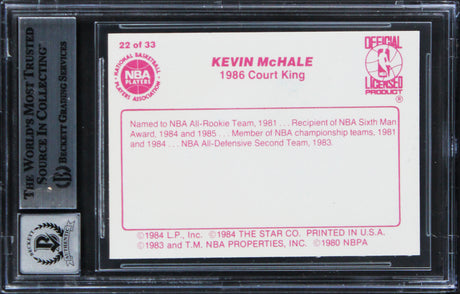 THE WORLD'S MOST TRUSTED
SOURCE IN COLLECTING™
BECKETT GRADING SERVICES
22 of 33
NATIONAL BASKETBALL
NBA
PLAYERS
PLAYERS ASSOCIATION
KEVIN McHALE
1986 Court King
OFFICIAL
NBA
LICENSED
PRODUCT
®
Named to NBA All-Rookie Team, 1981 . . . Recipient of NBA Sixth Man
Award, 1984 and 1985 . . . Member of NBA championship teams, 1981
and 1984 . . . NBA All-Defensive Second Team, 1983.
©1984 L.P., Inc. ©1984 THE STAR CO. PRINTED IN U.S.A.
©1983 and T.M. NBA PROPERTIES, INC. ©1980 NBPA
AUTHENTIC